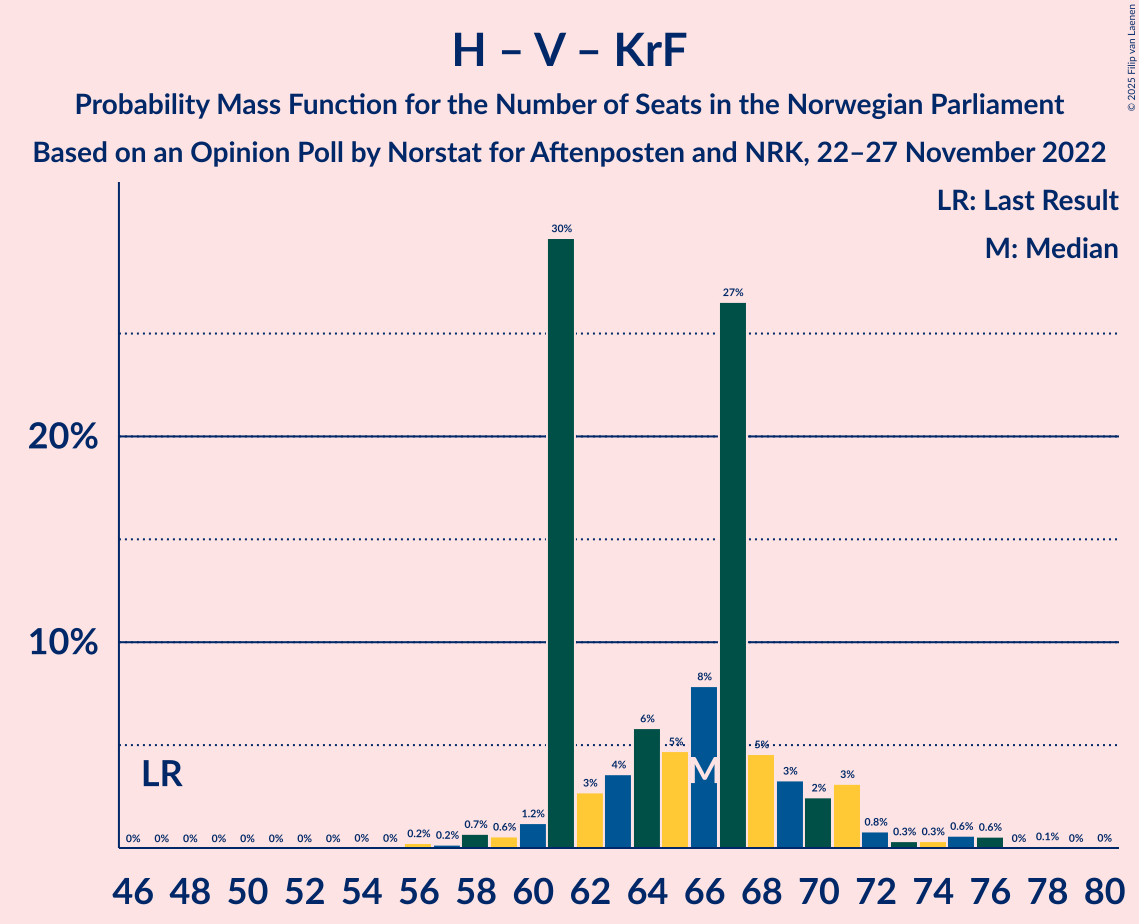 H – V – KrF
Probability Mass Function for the Number of Seats in the Norwegian Parliament
Based on an Opinion Poll by Norstat for Aftenposten and NRK, 22–27 November 2022
© 2025 Filip van Laenen
LR: Last Result
M: Median
30%
27%
20%
10%
8%
6%
5%
5%
4%
3%
3%
3%
2%
M
LR
0% 0% 0% 0% 0% 0% 0% 0% 0% 0% 0.2% 0.2% 0.7% 0.6% 1.2% 0.8% 0.3% 0.3% 0.6% 0.6% 0% 0.1% 0% 0%
46 48 50 52 54 56 58 60 62 64 66 68 70 72 74 76 78 80